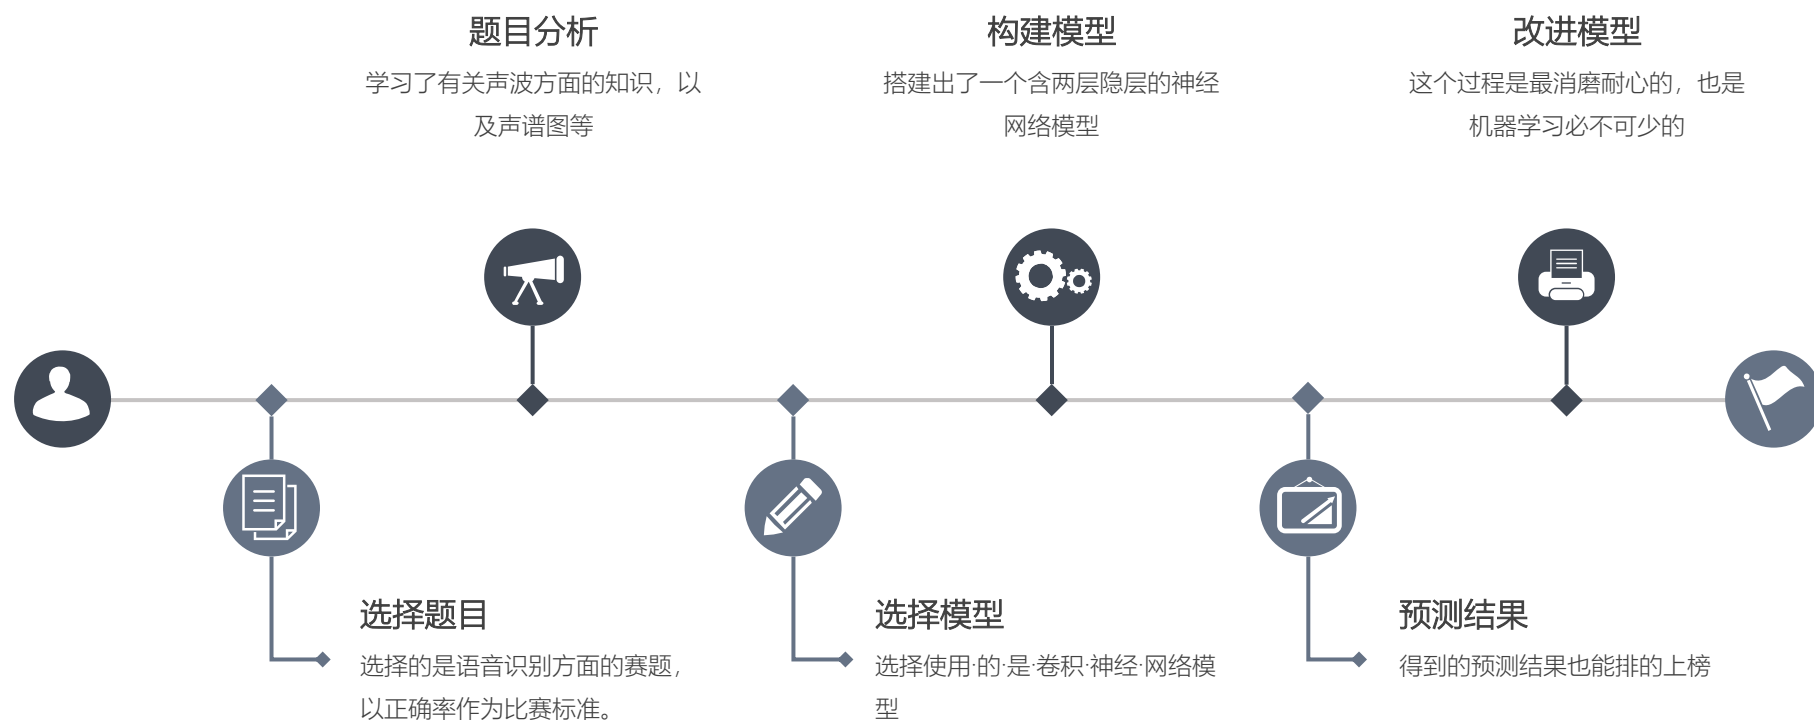 题目分析
学习了有关声波方面的知识，以
及声谱图等
构建模型
搭建出了一个含两层隐层的神经
网络模型
改进模型
这个过程是最消磨耐心的，也是
机器学习必不可少的
选择题目
选择的是语音识别方面的赛题，
以正确率作为比赛标准。
选择模型
选择使用·的·是·卷积·神经·网络模
型
预测结果
得到的预测结果也能排的上榜